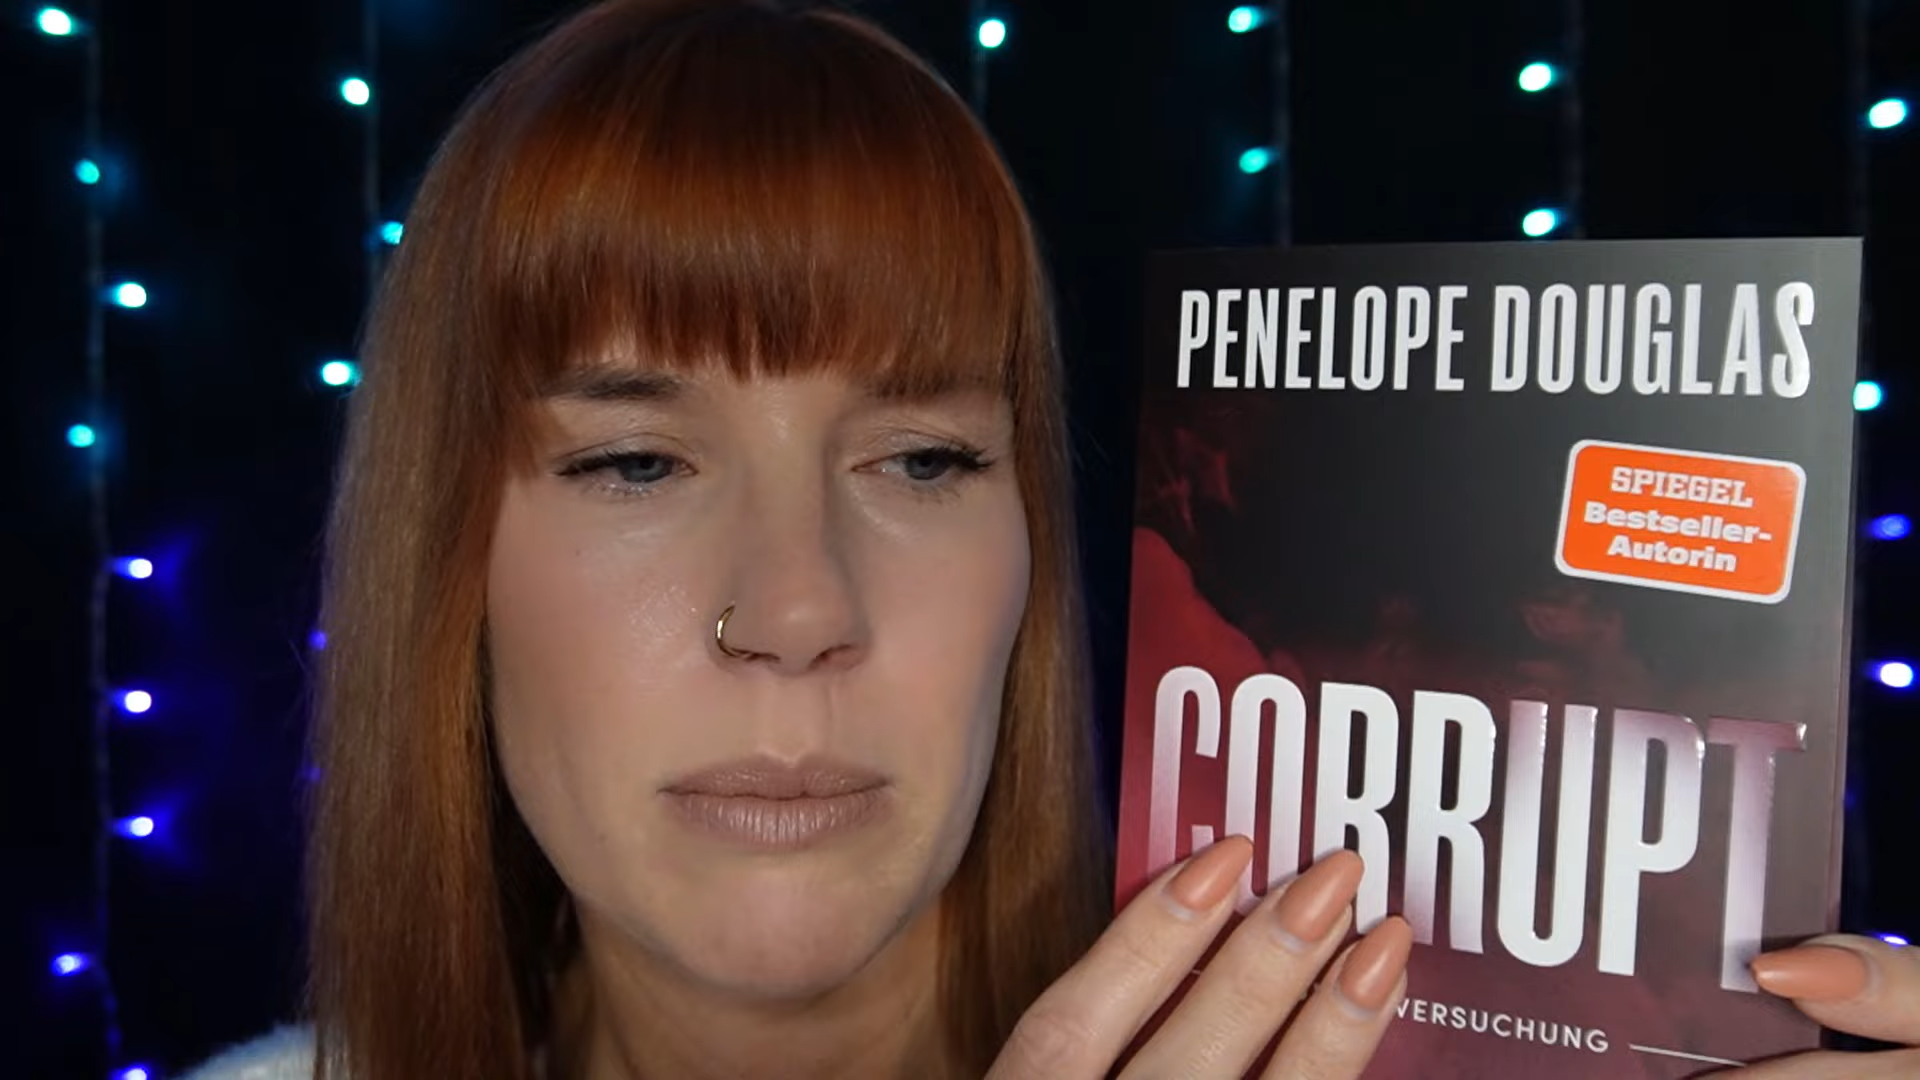 PENELOPE DOUGLAS
SPIEGEL
Bestseller-
Autorin
CORRUPT
VERSUCHUNG